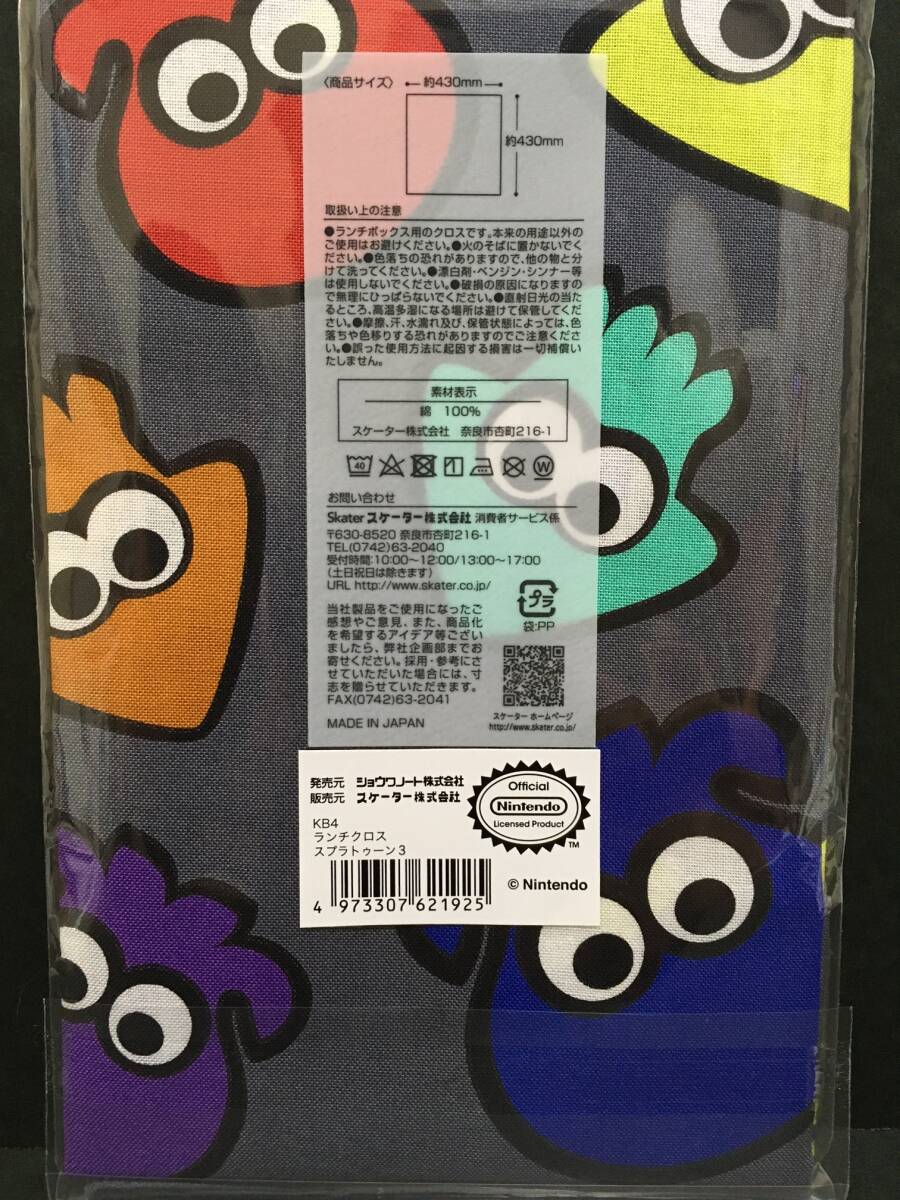 〈商品サイズ〉
約430mm
約430mm
取扱い上の注意
●ランチボックス用のクロスです。本来の用途以外の
ご使用はお避けください。●火のそばに置かないでく
ださい。●色落ちの恐れがありますので、他の物と分
けて洗ってください。●漂白剤・ベンジン・シンナー等
は使用しないでください。●破損の原因になりますの
で無理にひっぱらないでください。●直射日光の当た
るところ、高温多湿になる場所は避けて保管してくだ
さい。●摩擦、汗、水濡れ及び、保管状態によっては、色
落ちや色移りする恐れがありますのでご注意くださ
い。●誤った使用方法に起因する損害は一切補償い
たしません。
素材表示
綿 100%
スケーター株式会社 奈良市杏町216-1
40
W
お問い合わせ
Skater スケーター株式会社 消費者サービス係
〒630-8520 奈良市杏町216-1
TEL(0742)63-2040
受付時間:10:00〜12:00/13:00〜17:00
(土日祝日は除きます)
URL http://www.skater.co.jp/
当社製品をご使用になったご
感想やご意見、また、商品化
を希望するアイデア等ござい
ましたら、弊社企画部までお
寄せください。採用・参考にさ
せていただいた場合には、寸
志を贈らせていただきます。
FAX(0742)63-2041
MADE IN JAPAN
プラ
袋:PP
スケーター ホームページ
http://www.skater.co.jp/
発売元 ショウワノート株式会社
販売元 スケーター株式会社
KB4
ランチクロス
スプラトゥーン3
4 973307 621925
Official
Nintendo
Licensed Product
TM
© Nintendo